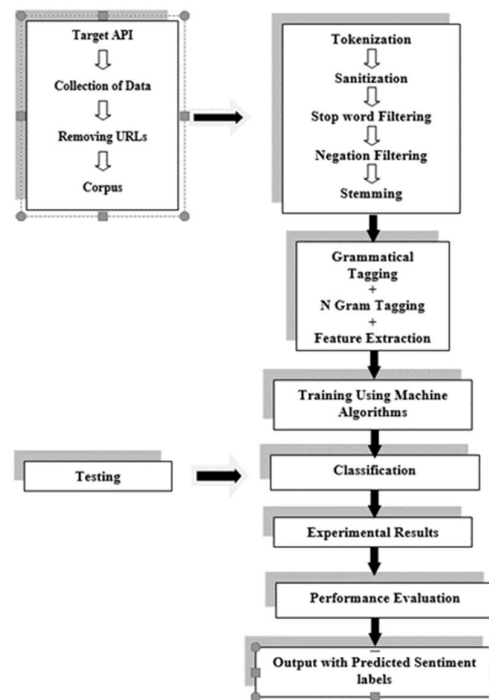 Target API
Collection of Data
Removing URLs
Corpus
Tokenization
Sanitization
Stop word Filtering
Negation Filtering
Stemming
Grammatical
Tagging
+
N Gram Tagging
+
Feature Extraction
Training Using Machine
Algorithms
Testing
Classification
Experimental Results
Performance Evaluation
Output with Predicted Sentiment
labels